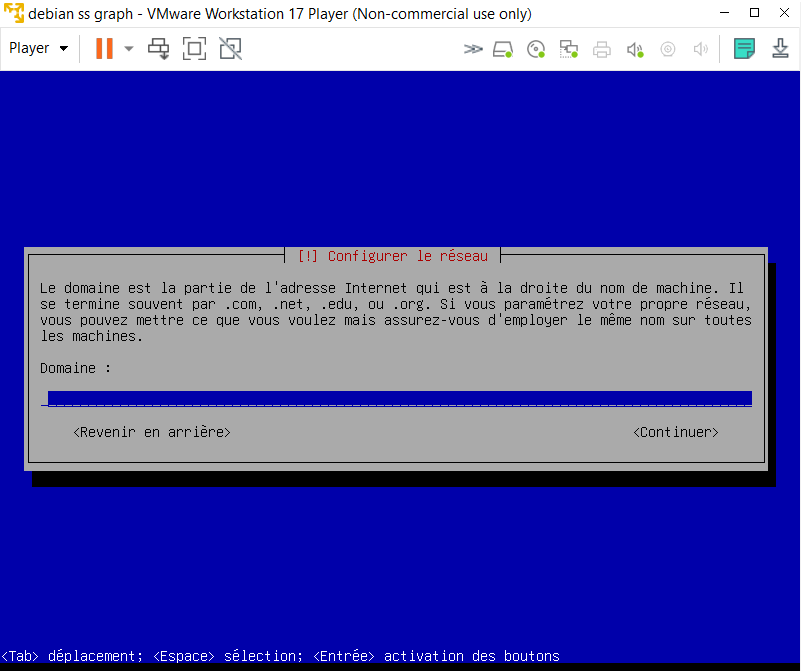 debian ss graph - VMware Workstation 17 Player (Non-commercial use only)
Player
[!] Configurer le réseau
Le domaine est la partie de l'adresse Internet qui est à la droite du nom de machine. Il
se termine souvent par .com, .net, .edu, ou .org. Si vous paramétrez votre propre réseau,
vous pouvez mettre ce que vous voulez mais assurez-vous d'employer le même nom sur toutes
les machines.
Domaine :
<Revenir en arrière> <Continuer>
<Tab> déplacement; <Espace> sélection; <Entrée> activation des boutons